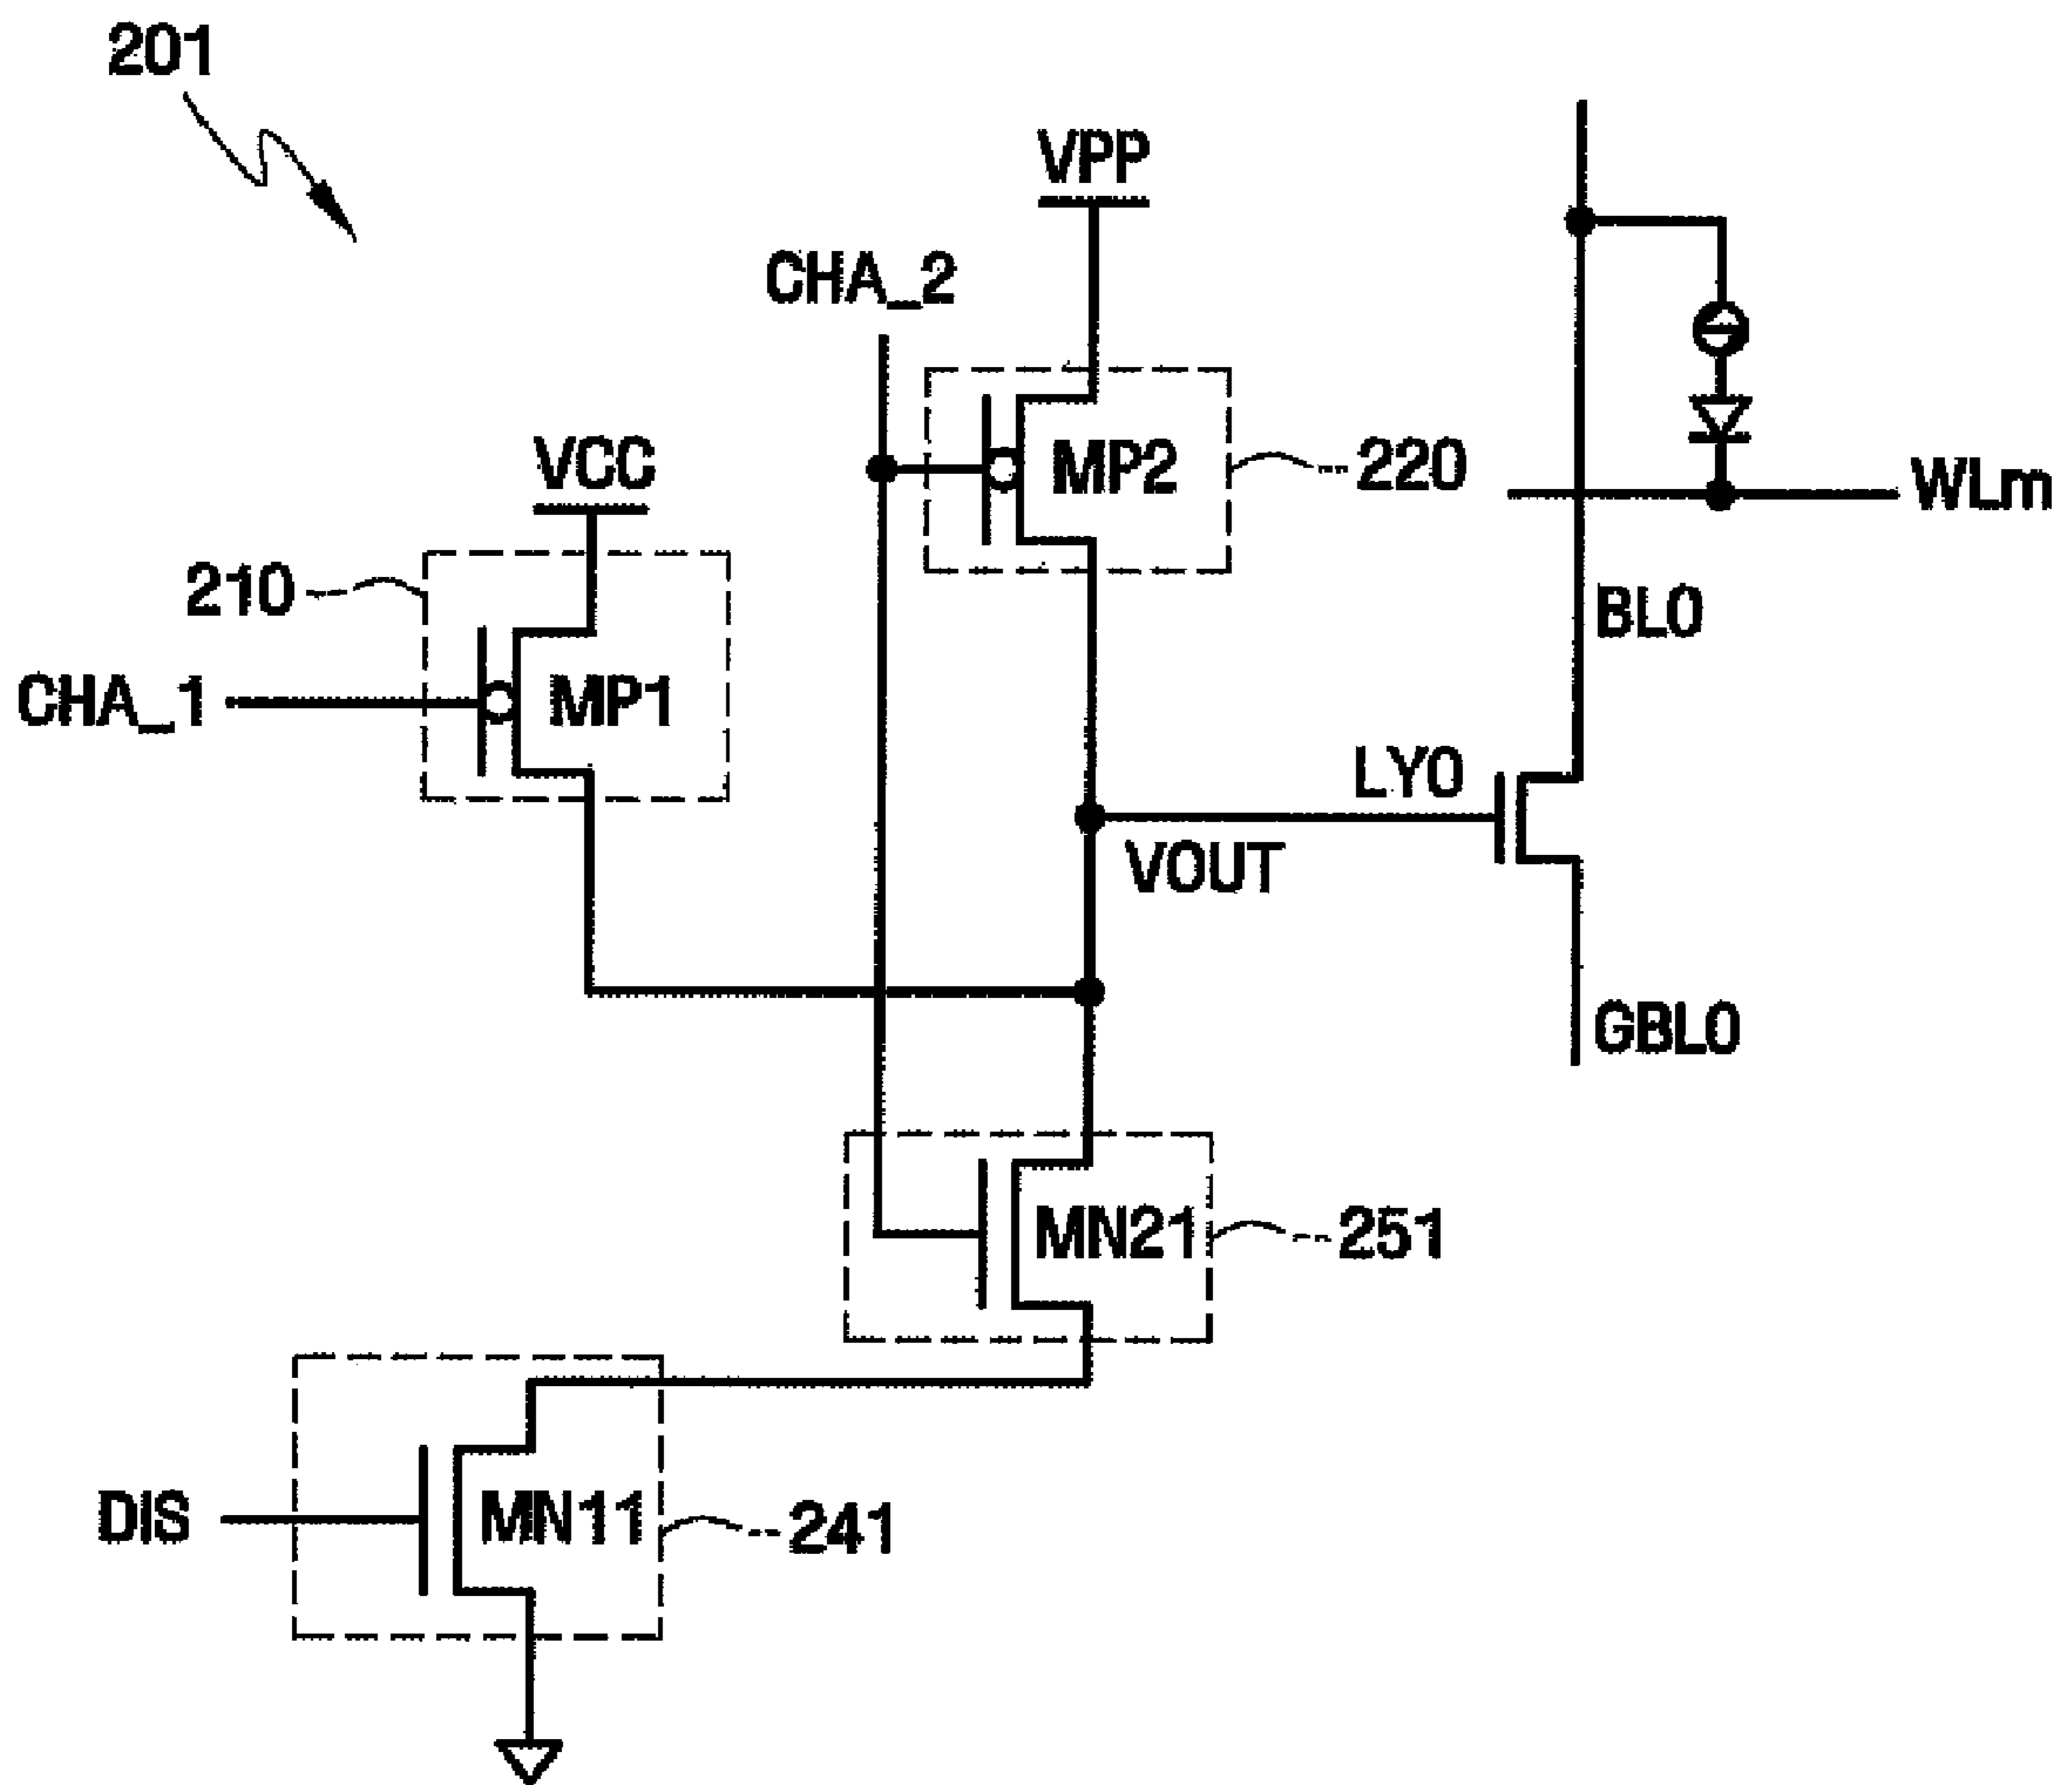 201
VPP
CHA_2
VCC
MP2
220
WLm
210
BL0
CHA_1
MP1
LY0
VOUT
GBL0
MN21
251
DIS
MN11
241